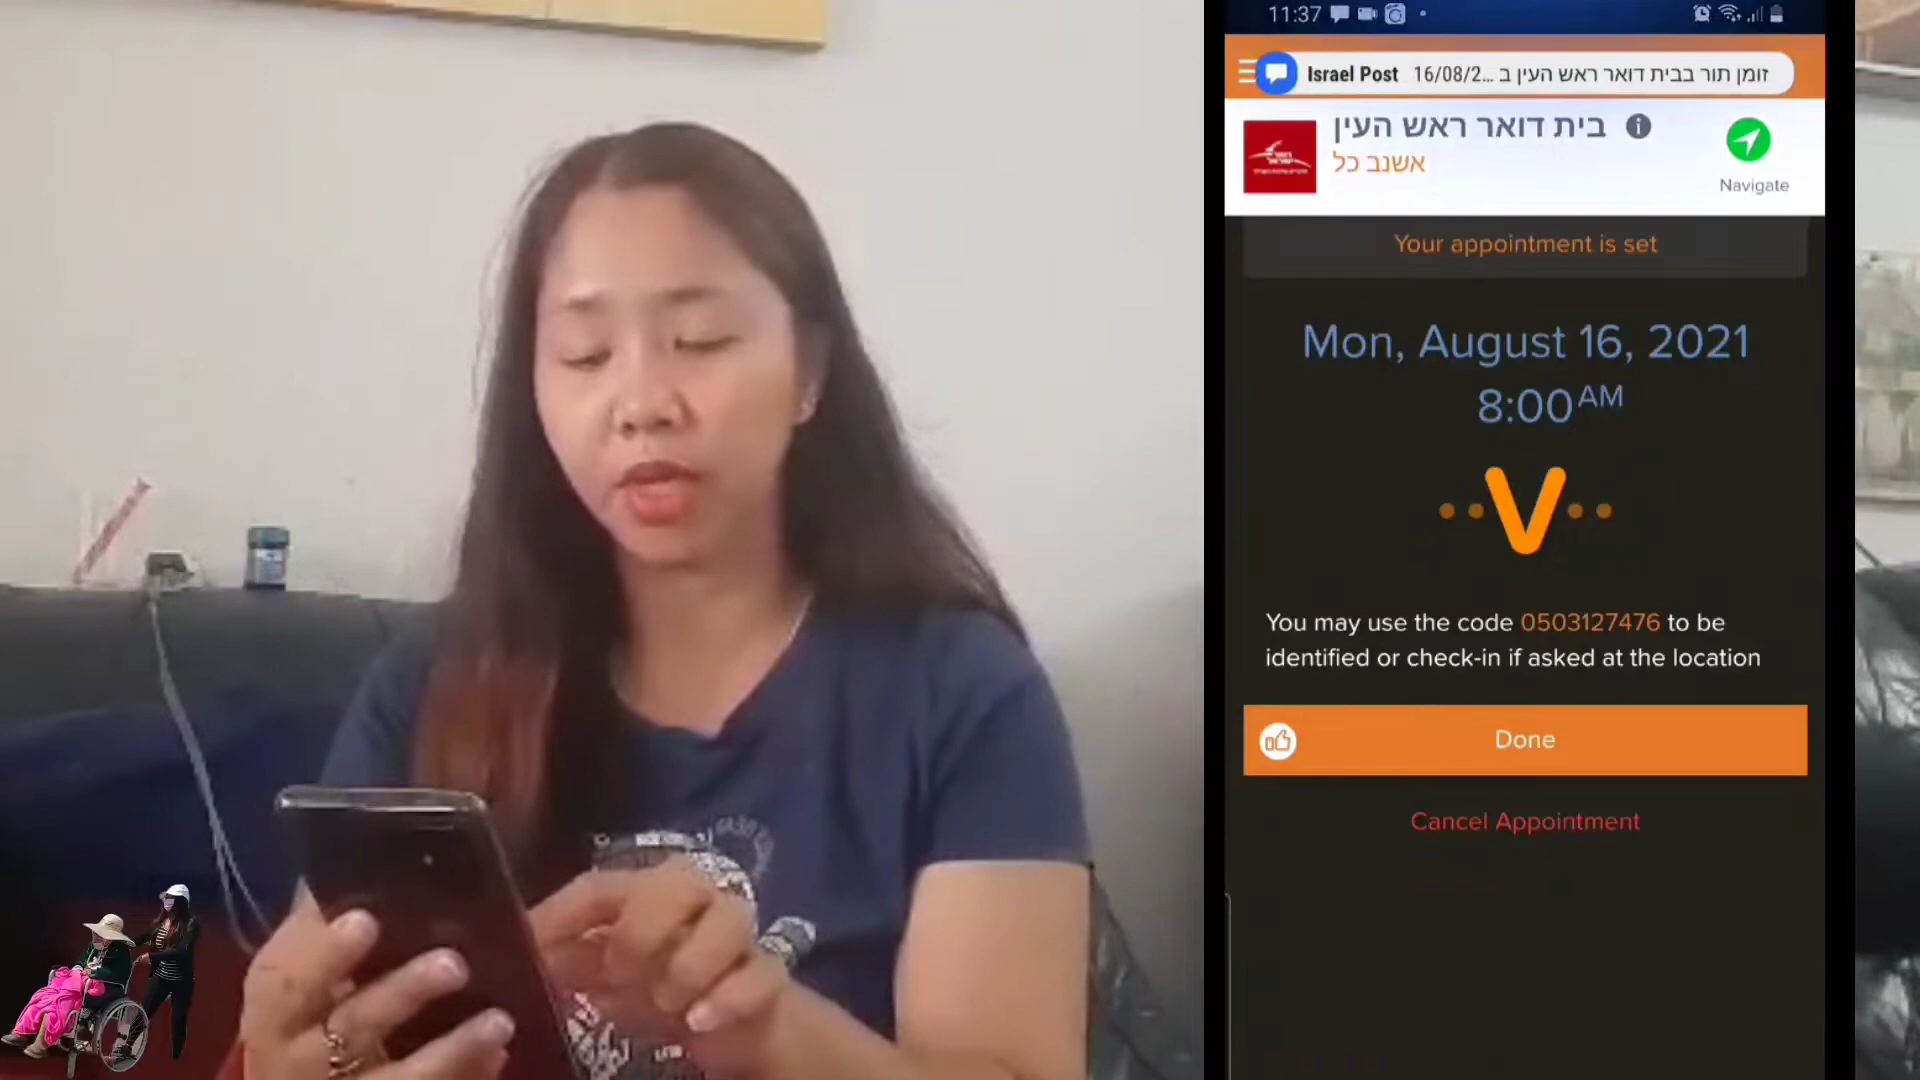 11:37
Israel Post זומן תור בבית דואר ראש העין ב ...16/08/2
בית דואר ראש העין
אשנב כל
Navigate
Your appointment is set
Mon, August 16, 2021
8:00 AM
You may use the code 0503127476 to be
identified or check-in if asked at the location
Done
Cancel Appointment